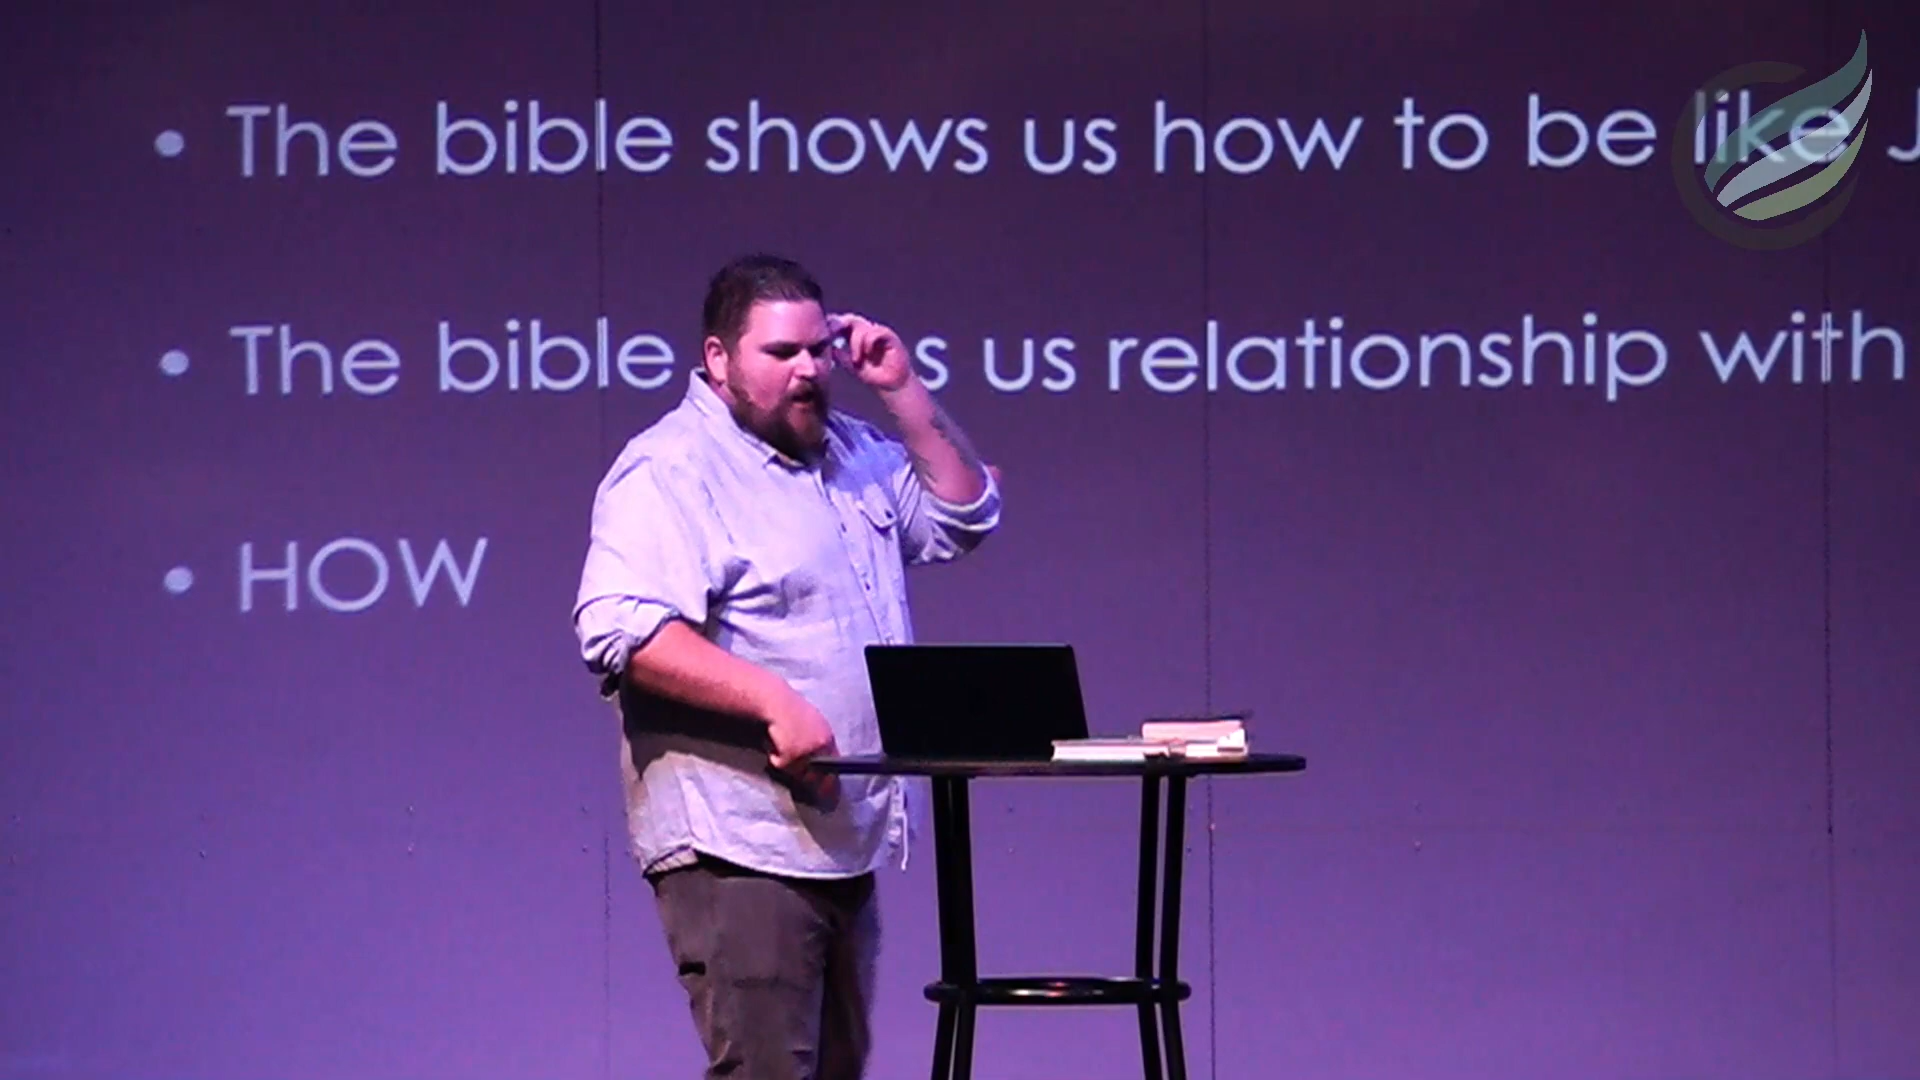 • The bible shows us how to be like J
• The bible us relationship with
• HOW